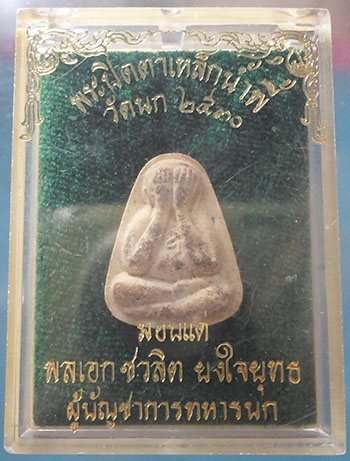 พระปิดตาเหล็กน้ำพี้
วัดนก ๒๕๓๐
มอบแด่
พลเอก ชวลิต ยงใจยุทธ
ผู้บัญชาการทหารบก